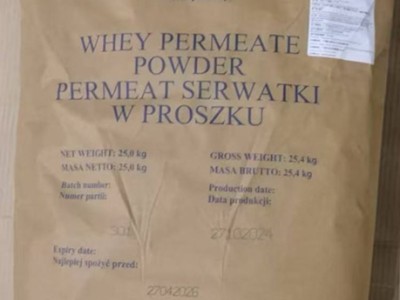 WHEY PERMEATE
POWDER
PERMEAT SERWATKI
W PROSZKU
NET WEIGHT: 25,0 kg
MASA NETTO: 25,0 kg
GROSS WEIGHT: 25,4 kg
MASA BRUTTO: 25,4 kg
Batch number:
Numer partii:
301
Production date:
Data produkcji:
27102024
Expiry date:
Najlepiej spożyć przed:
27042026